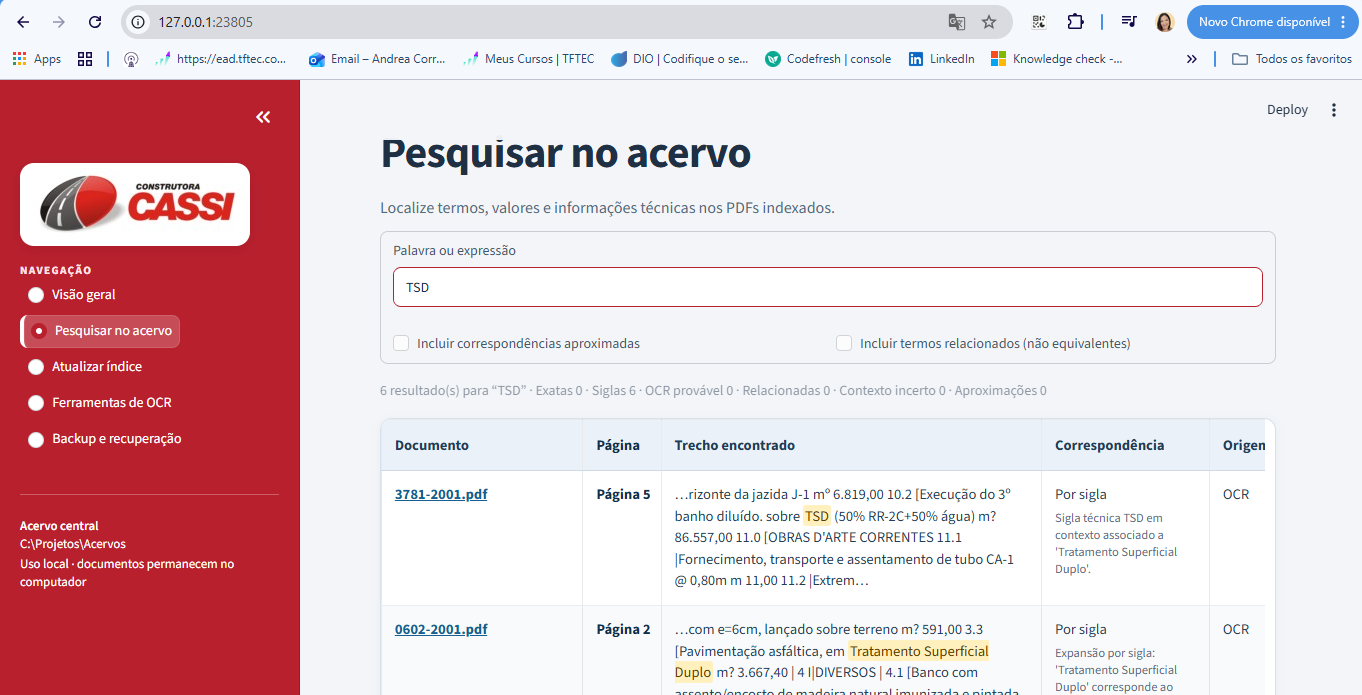 127.0.0.1:23805
Novo Chrome disponível
Apps
https://ead.tftec.co...
Email – Andrea Corr...
Meus Cursos | TFTEC
DIO | Codifique o se...
Codefresh | console
LinkedIn
Knowledge check -...
Todos os favoritos
Deploy
CONSTRUTORA
CASSI
NAVEGAÇÃO
Visão geral
Pesquisar no acervo
Atualizar índice
Ferramentas de OCR
Backup e recuperação
Acervo central
C:\Projetos\Acervos
Uso local · documentos permanecem no
computador
Pesquisar no acervo
Localize termos, valores e informações técnicas nos PDFs indexados.
Palavra ou expressão
TSD
Incluir correspondências aproximadas
Incluir termos relacionados (não equivalentes)
6 resultado(s) para “TSD” · Exatas 0 · Siglas 6 · OCR provável 0 · Relacionadas 0 · Contexto incerto 0 · Aproximações 0
Documento Página Trecho encontrado Correspondência Origem
3781-2001.pdf
Página 5
…rizonte da jazida J-1 mº 6.819,00 10.2 [Execução do 3º
banho diluído. sobre TSD (50% RR-2C+50% água) m?
86.557,00 11.0 [OBRAS D'ARTE CORRENTES 11.1
|Fornecimento, transporte e assentamento de tubo CA-1
@ 0,80m m 11,00 11.2 |Extrem…
Por sigla
Sigla técnica TSD em
contexto associado a
'Tratamento Superficial
Duplo'.
OCR
0602-2001.pdf
Página 2
…com e=6cm, lançado sobre terreno m? 591,00 3.3
[Pavimentação asfáltica, em Tratamento Superficial
Duplo m? 3.667,40 | 4 I|DIVERSOS | 4.1 [Banco com
assento/encosto de madeira natural imunizada e pintada
Por sigla
Expansão por sigla:
'Tratamento Superficial
Duplo' corresponde ao
OCR